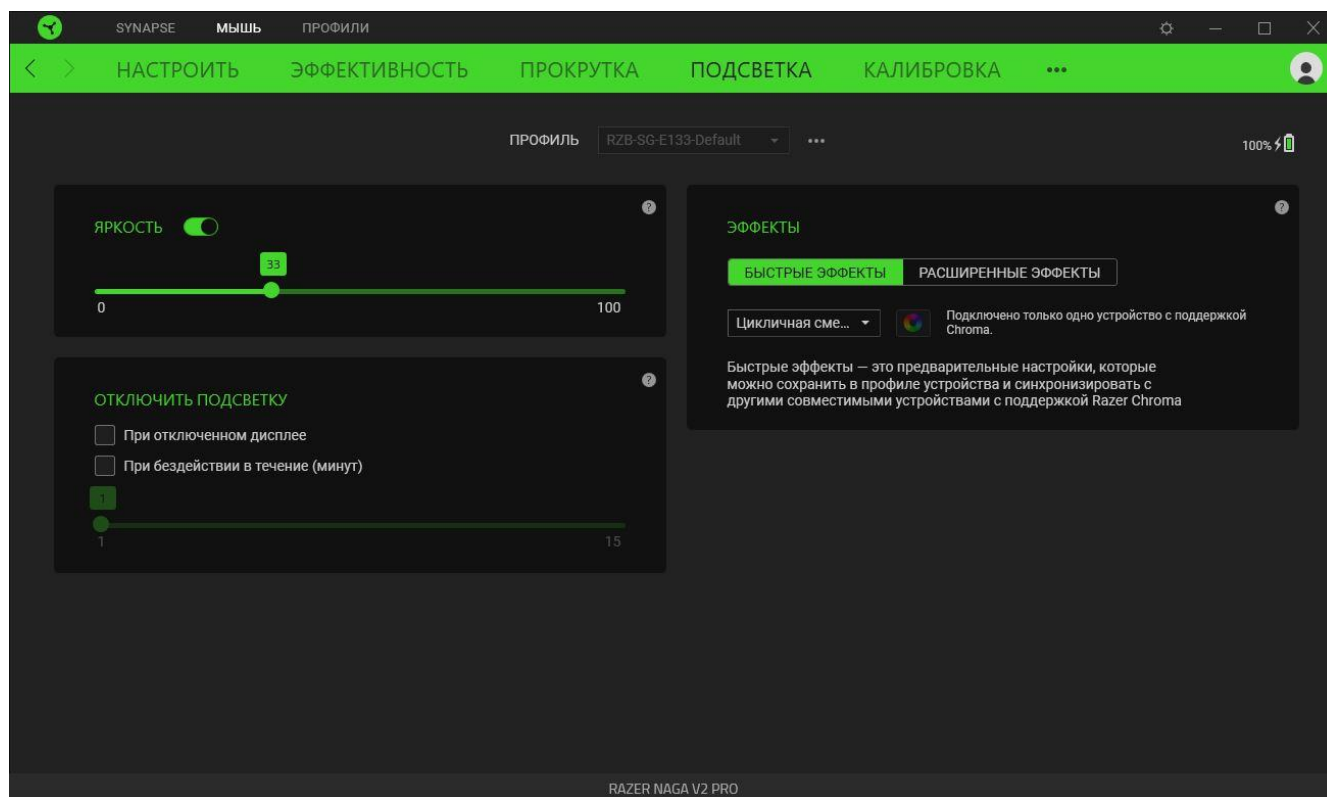 SYNAPSE МЫШЬ ПРОФИЛИ
НАСТРОИТЬ ЭФФЕКТИВНОСТЬ ПРОКРУТКА ПОДСВЕТКА КАЛИБРОВКА •••
ПРОФИЛЬ RZB-SG-E133-Default •••
100%
ЯРКОСТЬ
33
0 100
ОТКЛЮЧИТЬ ПОДСВЕТКУ
При отключенном дисплее
При бездействии в течение (минут)
1
1 15
ЭФФЕКТЫ
БЫСТРЫЕ ЭФФЕКТЫ РАСШИРЕННЫЕ ЭФФЕКТЫ
Цикличная сме...
Подключено только одно устройство с поддержкой
Chroma.
Быстрые эффекты — это предварительные настройки, которые
можно сохранить в профиле устройства и синхронизировать с
другими совместимыми устройствами с поддержкой Razer Chroma
RAZER NAGA V2 PRO